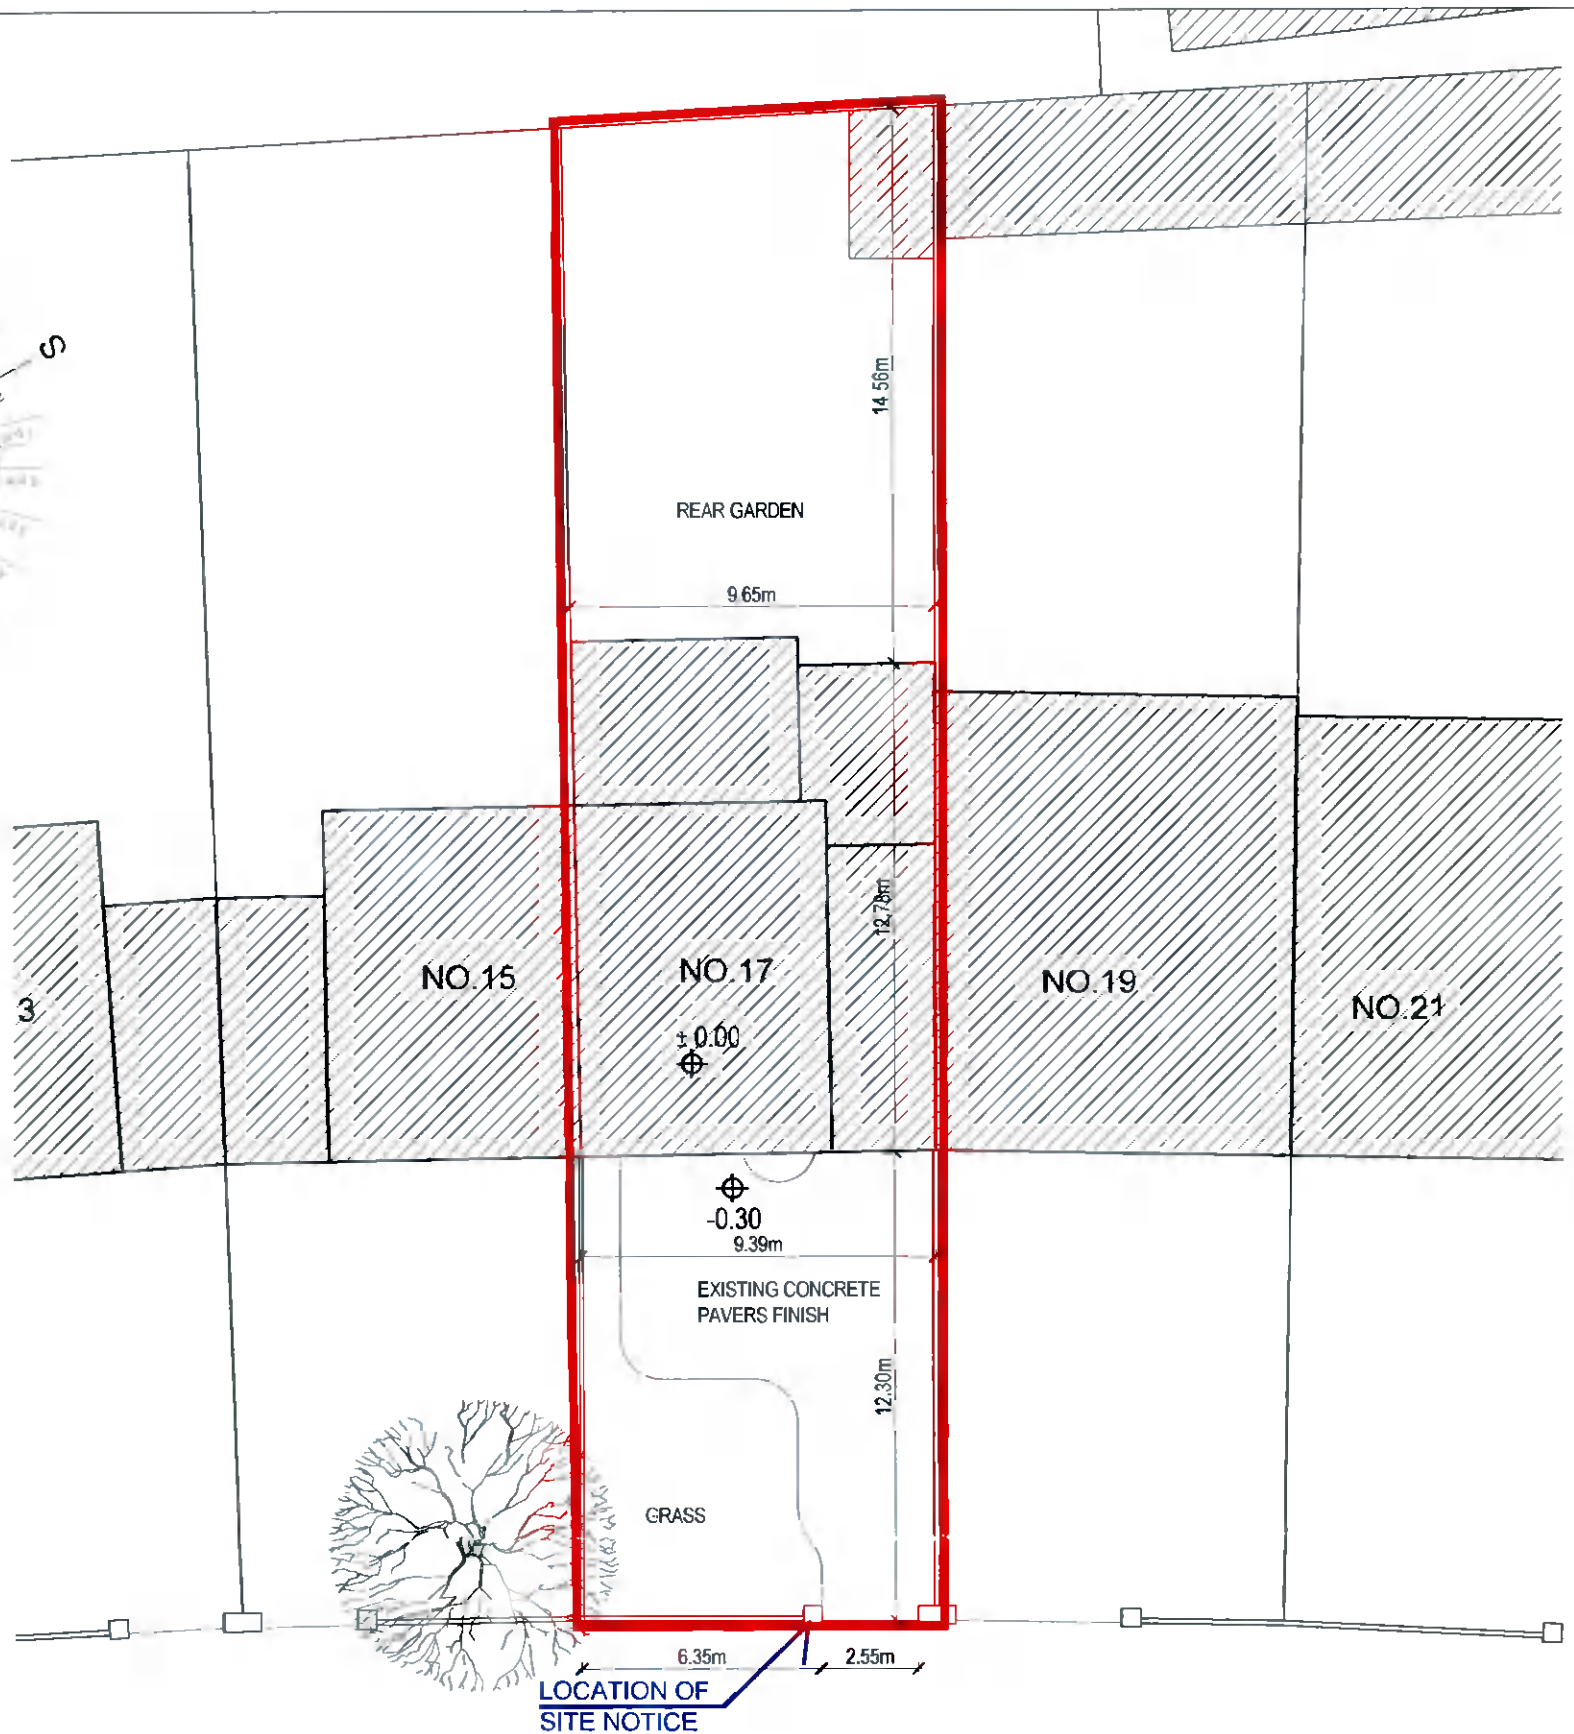 S
14 56m
REAR GARDEN
9 65m
12.78m
NO.15
NO.17
NO.19
NO.21
3
± 0.00
-0.30
9.39m
EXISTING CONCRETE
PAVERS FINISH
12.30m
GRASS
6.35m
2.55m
LOCATION OF
SITE NOTICE